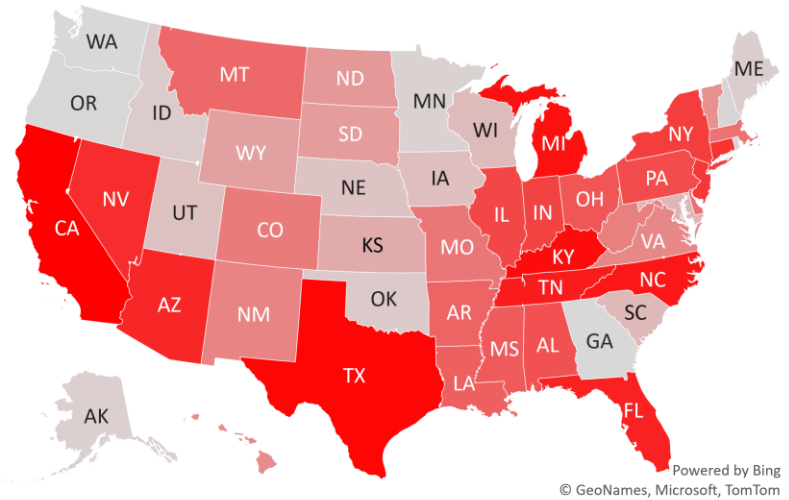 WA
ME
MT
ND
OR
MN
ID
WI
SD
NY
MI
WY
IA
PA
NE
NV
IL
IN
OH
UT
CA
CO
MO
VA
KS
KY
NC
TN
AZ
OK
NM
AR
SC
GA
MS
AL
TX
LA
FL
AK
Powered by Bing
© GeoNames, Microsoft, TomTom